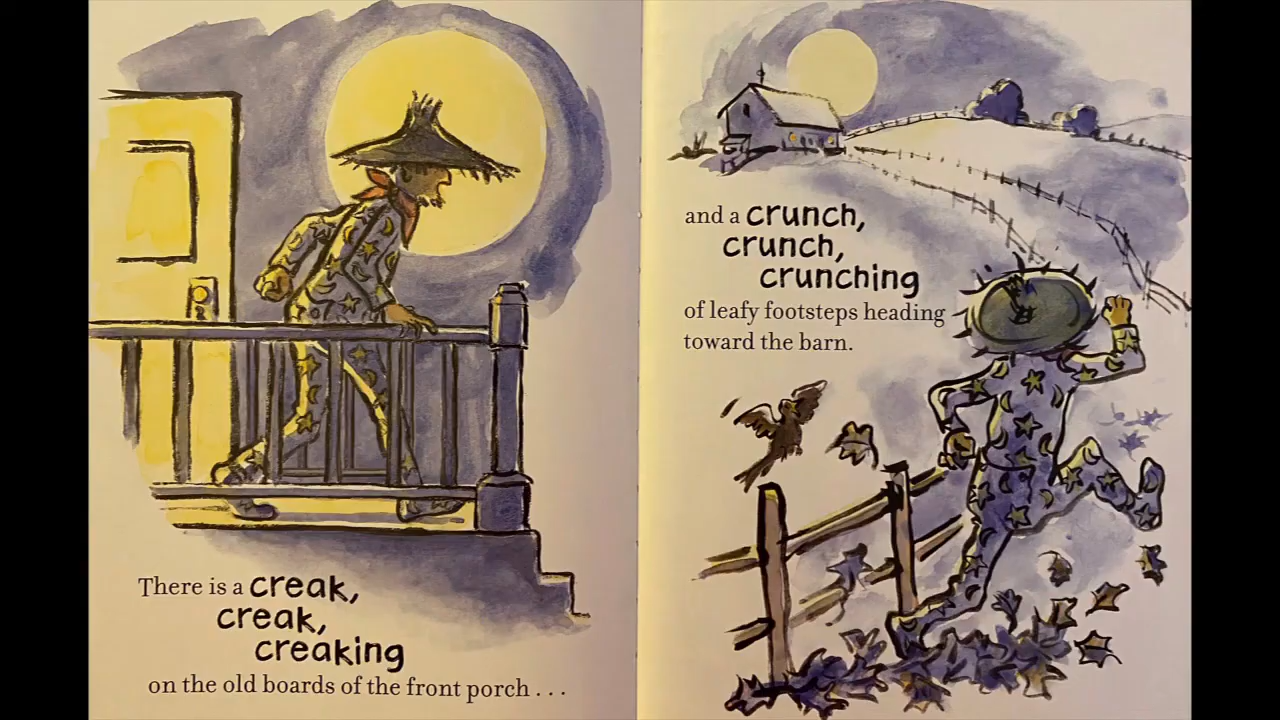 There is a creak,
creak,
creaking
on the old boards of the front porch . . .
and a crunch,
crunch,
crunching
of leafy footsteps heading
toward the barn.